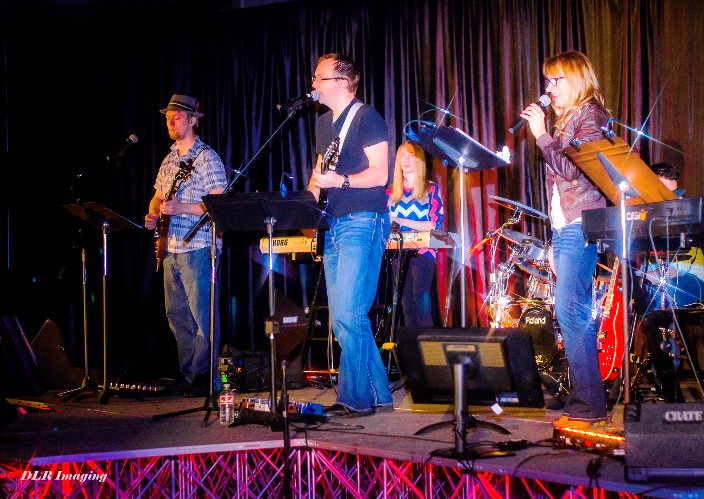 KORG
CASIO
Roland
CRATE
DLR Imaging